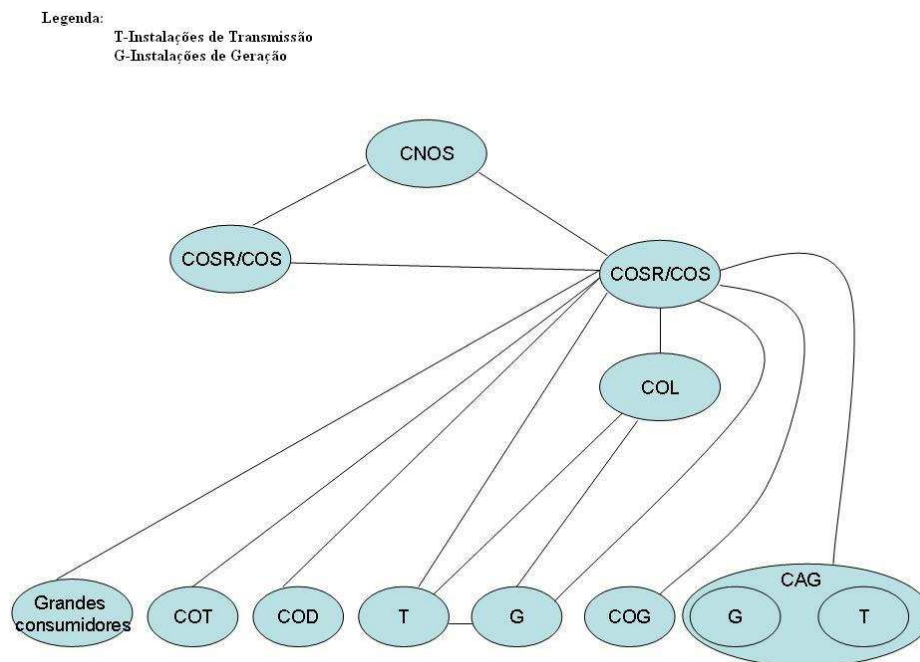 Legenda:
T-Instalações de Transmissão
G-Instalações de Geração
CNOS
COSR/COS
COSR/COS
COL
Grandes
consumidores
COT
COD
T
G
COG
CAG
G
T